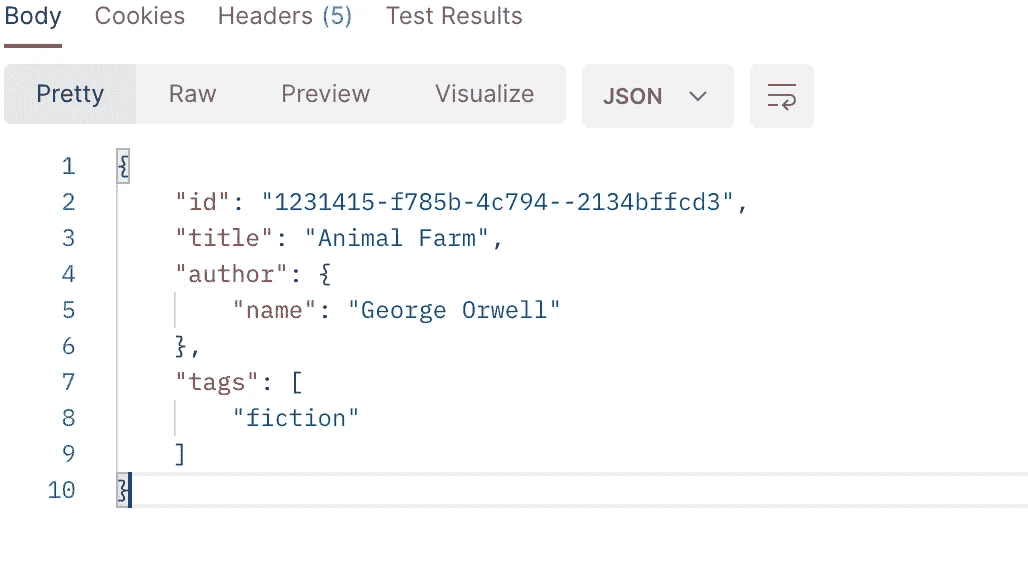 Body Cookies Headers (5) Test Results
Pretty Raw Preview Visualize JSON
1 {
2 "id": "1231415-f785b-4c794--2134bffcd3",
3 "title": "Animal Farm",
4 "author": {
5 "name": "George Orwell"
6 },
7 "tags": [
8 "fiction"
9 ]
10 }